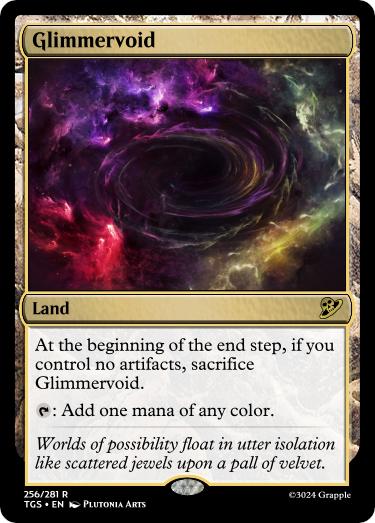 Glimmervoid
Land
At the beginning of the end step, if you
control no artifacts, sacrifice
Glimmervoid.
: Add one mana of any color.
Worlds of possibility float in utter isolation
like scattered jewels upon a pall of velvet.
256/281 R
TGS • EN Plutonia Arts
©3024 Grapple